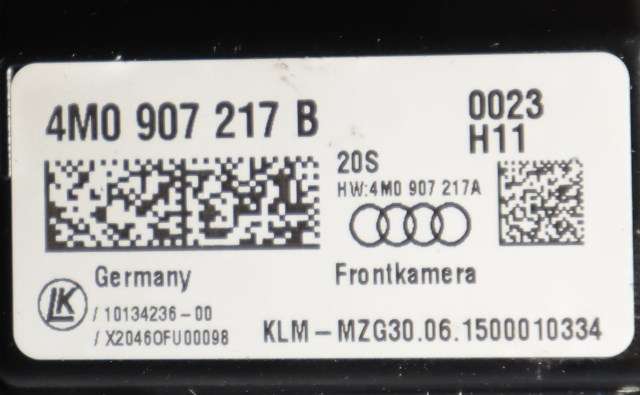 4M0 907 217 B
0023
H11
20S
HW:4M0 907 217A
Germany
Frontkamera
LK
/ 10134236-00
/ X20460FU00098
KLM-MZG30.06.1500010334